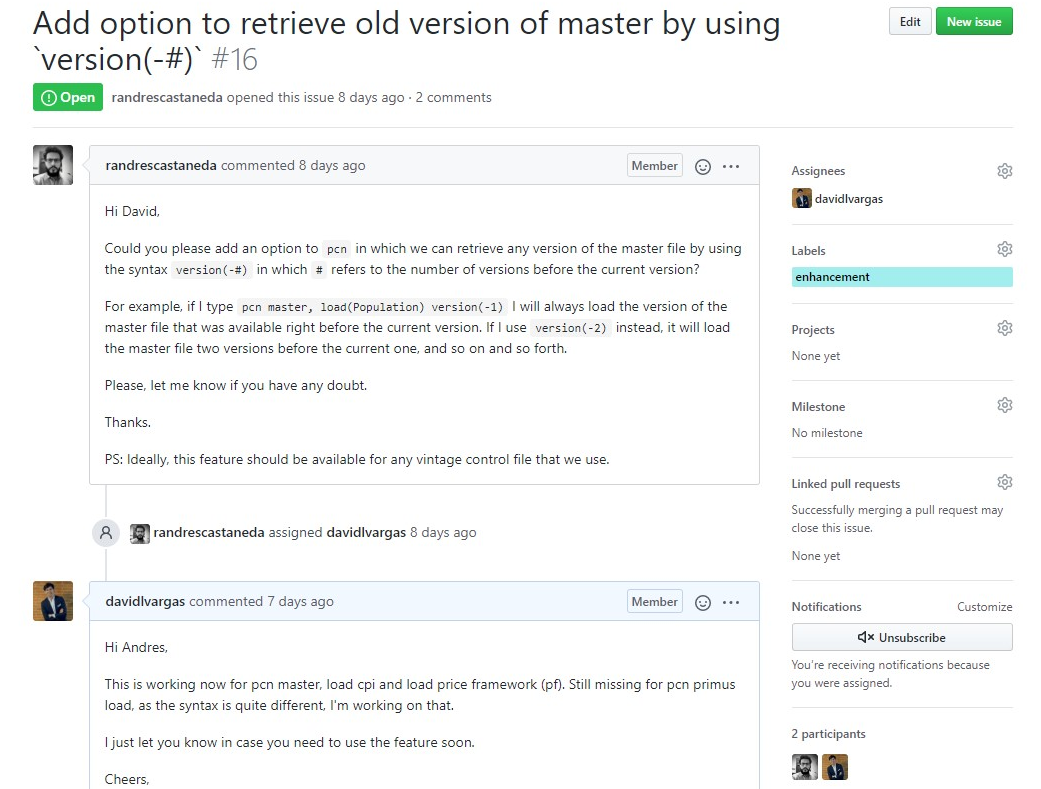 Add option to retrieve old version of master by using
`version(-#)` #16
Edit
New issue
Open
randrescastaneda opened this issue 8 days ago · 2 comments
randrescastaneda commented 8 days ago
Member
Hi David,
Could you please add an option to pcn in which we can retrieve any version of the master file by using
the syntax version(-#) in which # refers to the number of versions before the current version?
For example, if I type pcn master, load(Population) version(-1) I will always load the version of the
master file that was available right before the current version. If I use version(-2) instead, it will load
the master file two versions before the current one, and so on and so forth.
Please, let me know if you have any doubt.
Thanks.
PS: Ideally, this feature should be available for any vintage control file that we use.
randrescastaneda assigned davidlvargas 8 days ago
davidlvargas commented 7 days ago
Member
Hi Andres,
This is working now for pcn master, load cpi and load price framework (pf). Still missing for pcn primus
load, as the syntax is quite different, I'm working on that.
I just let you know in case you need to use the feature soon.
Cheers,
Assignees
davidlvargas
Labels
enhancement
Projects
None yet
Milestone
No milestone
Linked pull requests
Successfully merging a pull request may
close this issue.
None yet
Notifications
Customize
Unsubscribe
You're receiving notifications because
you were assigned.
2 participants